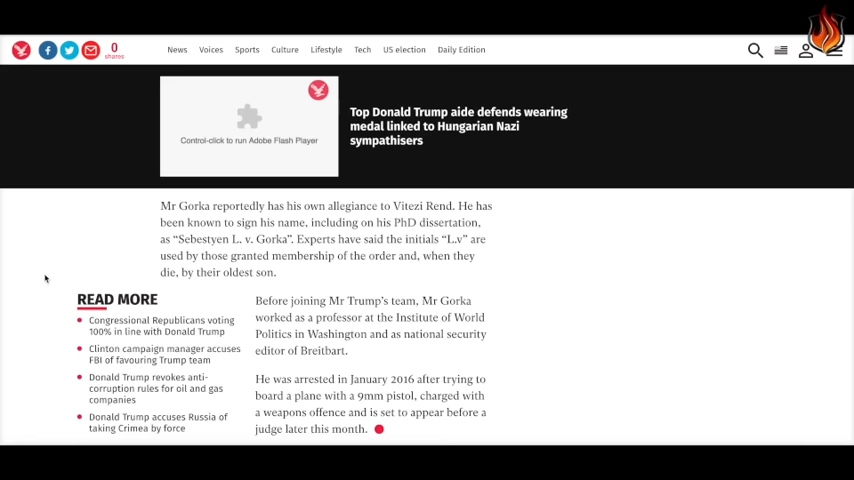 0
shares
News Voices Sports Culture Lifestyle Tech US election Daily Edition
Control-click to run Adobe Flash Player
Top Donald Trump aide defends wearing
medal linked to Hungarian Nazi
sympathisers
Mr Gorka reportedly has his own allegiance to Vitezi Rend. He has
been known to sign his name, including on his PhD dissertation,
as “Sebestyen L. v. Gorka”. Experts have said the initials “L.v” are
used by those granted membership of the order and, when they
die, by their oldest son.
READ MORE
Congressional Republicans voting
100% in line with Donald Trump
Clinton campaign manager accuses
FBI of favouring Trump team
Donald Trump revokes anti-
corruption rules for oil and gas
companies
Donald Trump accuses Russia of
taking Crimea by force
Before joining Mr Trump’s team, Mr Gorka
worked as a professor at the Institute of World
Politics in Washington and as national security
editor of Breitbart.
He was arrested in January 2016 after trying to
board a plane with a 9mm pistol, charged with
a weapons offence and is set to appear before a
judge later this month.